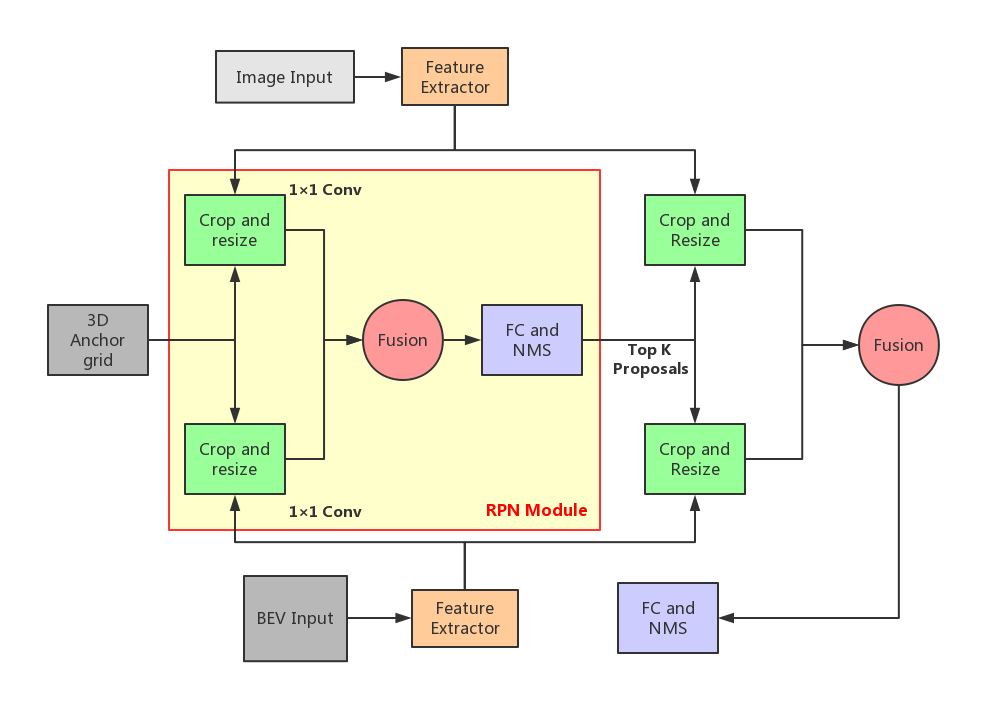 Image Input
Feature
Extractor
1×1 Conv
Crop and
resize
Crop and
Resize
3D
Anchor
grid
Fusion
FC and
NMS
Top K
Proposals
Fusion
Crop and
resize
Crop and
Resize
1×1 Conv
RPN Module
BEV Input
Feature
Extractor
FC and
NMS